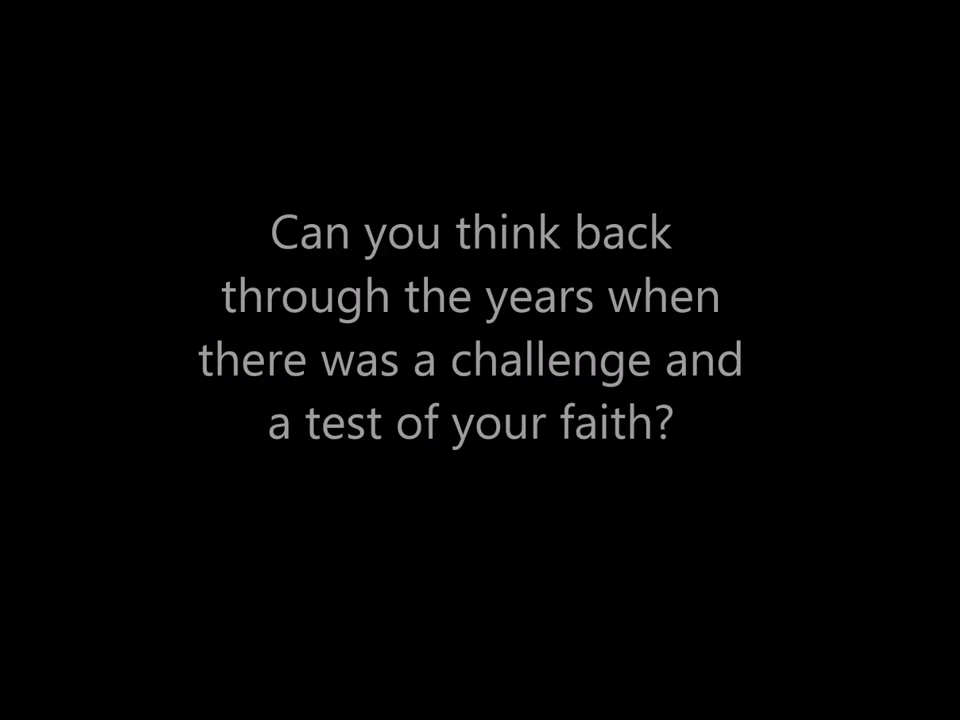 Can you think back
through the years when
there was a challenge and
a test of your faith?